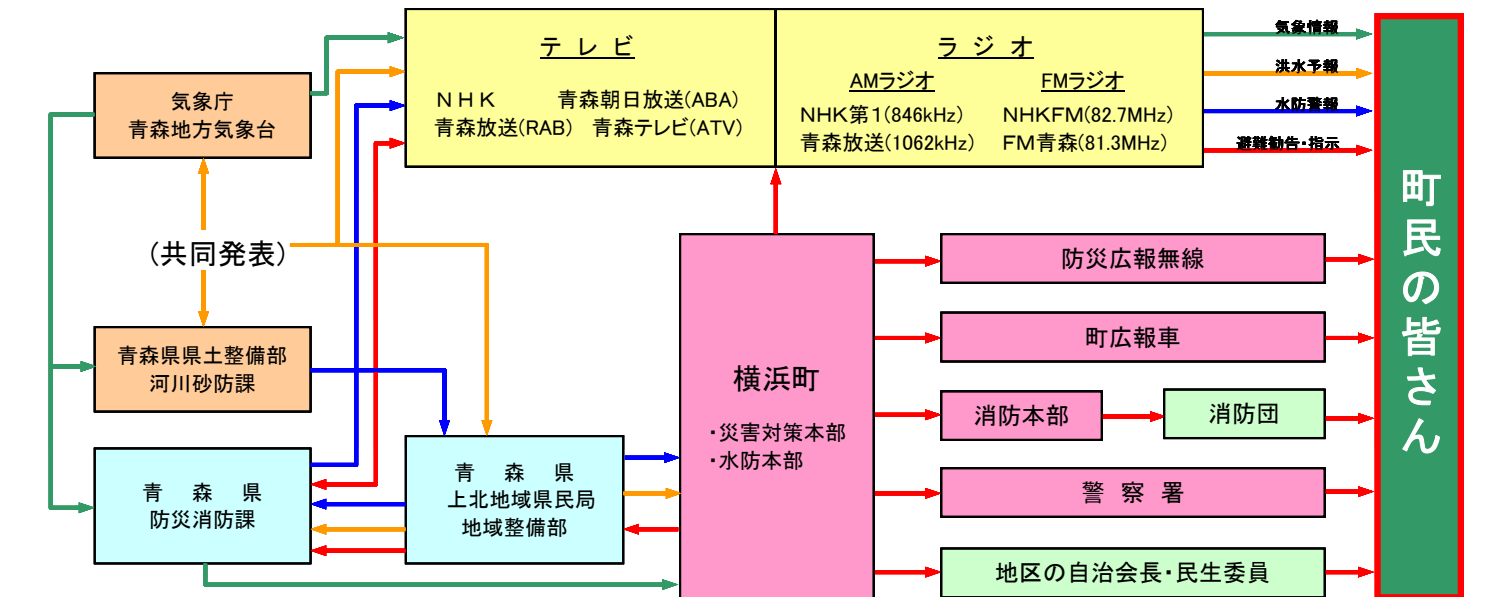 テレビ
NHK 青森朝日放送(ABA)
青森放送(RAB) 青森テレビ(ATV)
ラジオ
AMラジオ
NHK第1(846kHz)
青森放送(1062kHz)
FMラジオ
NHKFM(82.7MHz)
FM青森(81.3MHz)
気象情報
洪水予報
水防警報
避難勧告・指示
町民の皆さん
気象庁
青森地方気象台
(共同発表)
青森県県土整備部
河川砂防課
青森県
防災消防課
青森県
上北地域県民局
地域整備部
横浜町
・災害対策本部
・水防本部
防災広報無線
町広報車
消防本部
消防団
警察署
地区の自治会長・民生委員